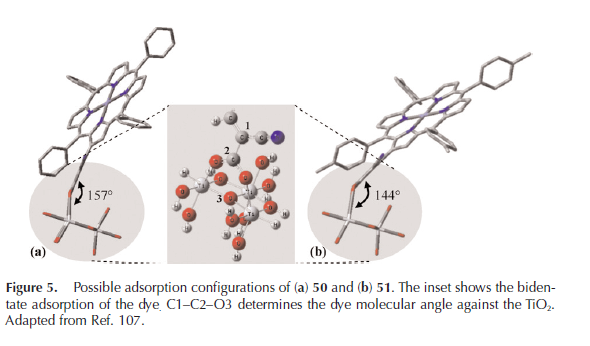 157°
1
2
3
144°
(a)
(b)
Figure 5. Possible adsorption configurations of (a) 50 and (b) 51. The inset shows the biden-
tate adsorption of the dye. C1–C2–O3 determines the dye molecular angle against the TiO₂.
Adapted from Ref. 107.